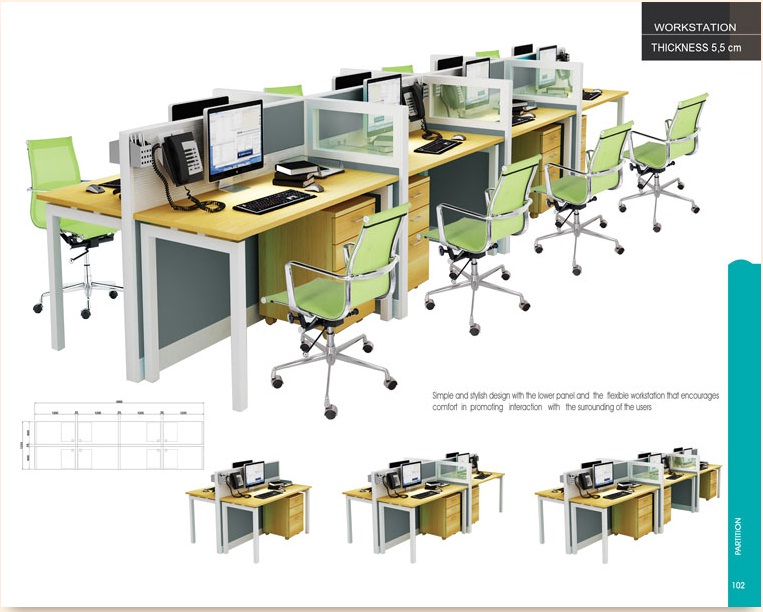 WORKSTATION
THICKNESS 5,5 cm
Simple and stylish design with the lower panel and the flexible workstation that encourages
comfort in promoting interaction with the surrounding of the users
PARTITION
102